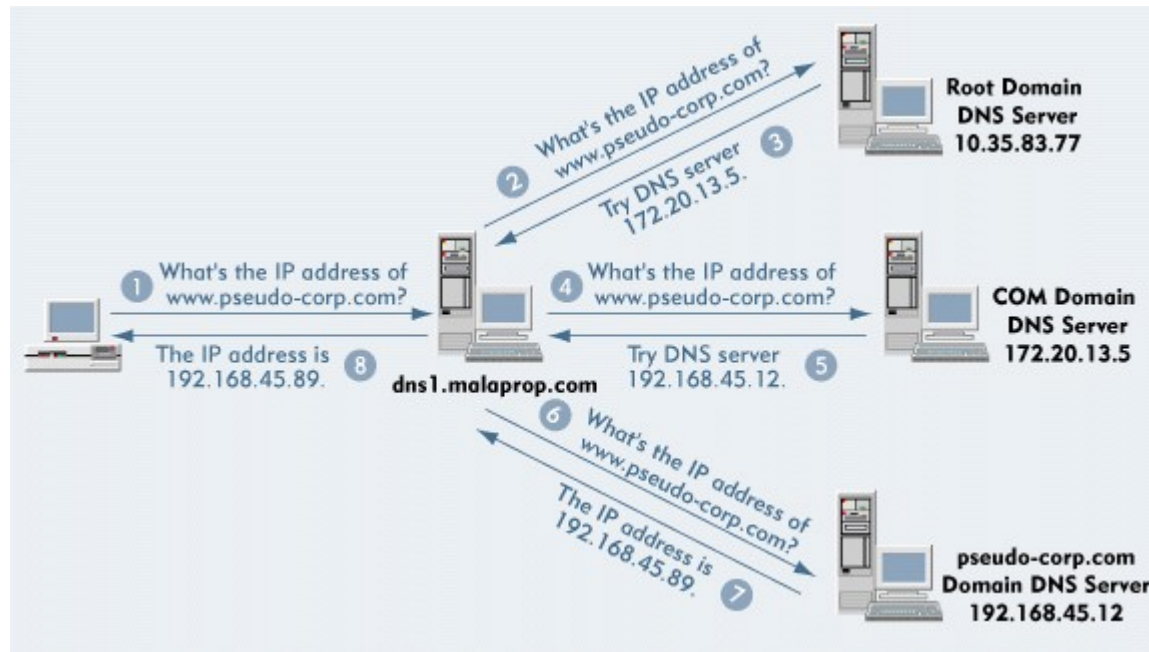 What's the IP address of
www.pseudo-corp.com?
2
Try DNS server
172.20.13.5.
3
Root Domain
DNS Server
10.35.83.77
1
What's the IP address of
www.pseudo-corp.com?
The IP address is
192.168.45.89.
8
dns1.malaprop.com
4
What's the IP address of
www.pseudo-corp.com?
Try DNS server
192.168.45.12.
5
COM Domain
DNS Server
172.20.13.5
6
What's the IP address of
www.pseudo-corp.com?
The IP address is
192.168.45.89.
7
pseudo-corp.com
Domain DNS Server
192.168.45.12